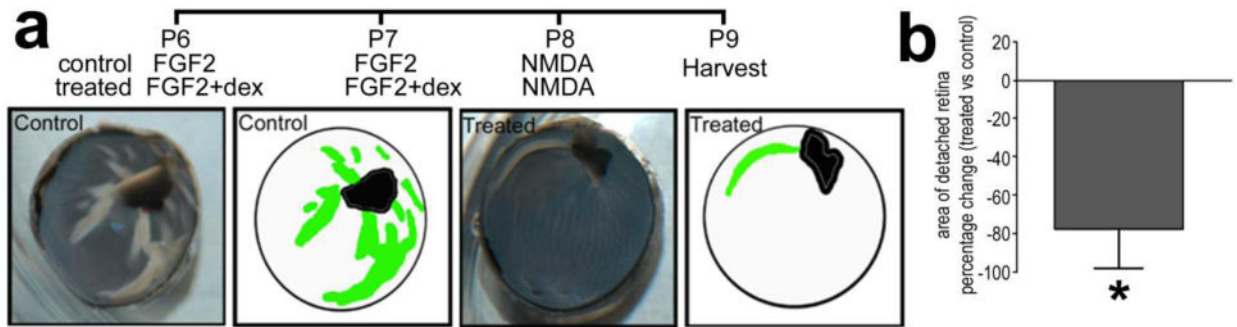 a
P6 P7 P8 P9
control FGF2 FGF2 NMDA Harvest
treated FGF2+dex FGF2+dex NMDA
Control Control Treated Treated
b
area of detached retina
percentage change (treated vs control)
20
0
-20
-40
-60
-80
-100
*